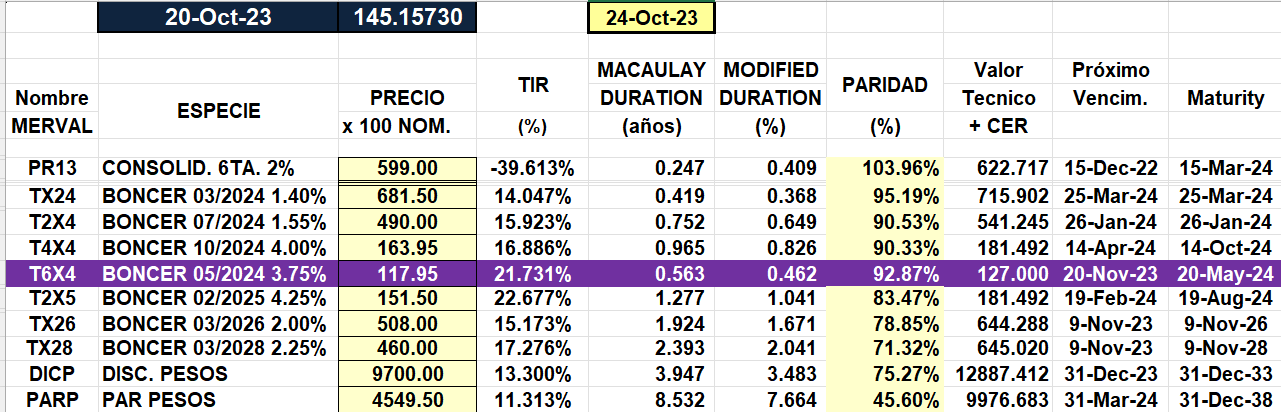 20-Oct-23 145.15730 24-Oct-23
MACAULAY MODIFIED Valor Próximo
TIR PARIDAD
Nombre PRECIO DURATION DURATION Tecnico Vencim. Maturity
ESPECIE
MERVAL x 100 NOM. (%) (años) (%) (%) + CER
PR13 CONSOLID. 6TA. 2% 599.00 -39.613% 0.247 0.409 103.96% 622.717 15-Dec-22 15-Mar-24
TX24 BONCER 03/2024 1.40% 681.50 14.047% 0.419 0.368 95.19% 715.902 25-Mar-24 25-Mar-24
T2X4 BONCER 07/2024 1.55% 490.00 15.923% 0.752 0.649 90.53% 541.245 26-Jan-24 26-Jan-24
T4X4 BONCER 10/2024 4.00% 163.95 16.886% 0.965 0.826 90.33% 181.492 14-Apr-24 14-Oct-24
T6X4 BONCER 05/2024 3.75% 117.95 21.731% 0.563 0.462 92.87% 127.000 20-Nov-23 20-May-24
T2X5 BONCER 02/2025 4.25% 151.50 22.677% 1.277 1.041 83.47% 181.492 19-Feb-24 19-Aug-24
TX26 BONCER 03/2026 2.00% 508.00 15.173% 1.924 1.671 78.85% 644.288 9-Nov-23 9-Nov-26
TX28 BONCER 03/2028 2.25% 460.00 17.276% 2.393 2.041 71.32% 645.020 9-Nov-23 9-Nov-28
DICP DISC. PESOS 9700.00 13.300% 3.947 3.483 75.27% 12887.412 31-Dec-23 31-Dec-33
PARP PAR PESOS 4549.50 11.313% 8.532 7.664 45.60% 9976.683 31-Mar-24 31-Dec-38